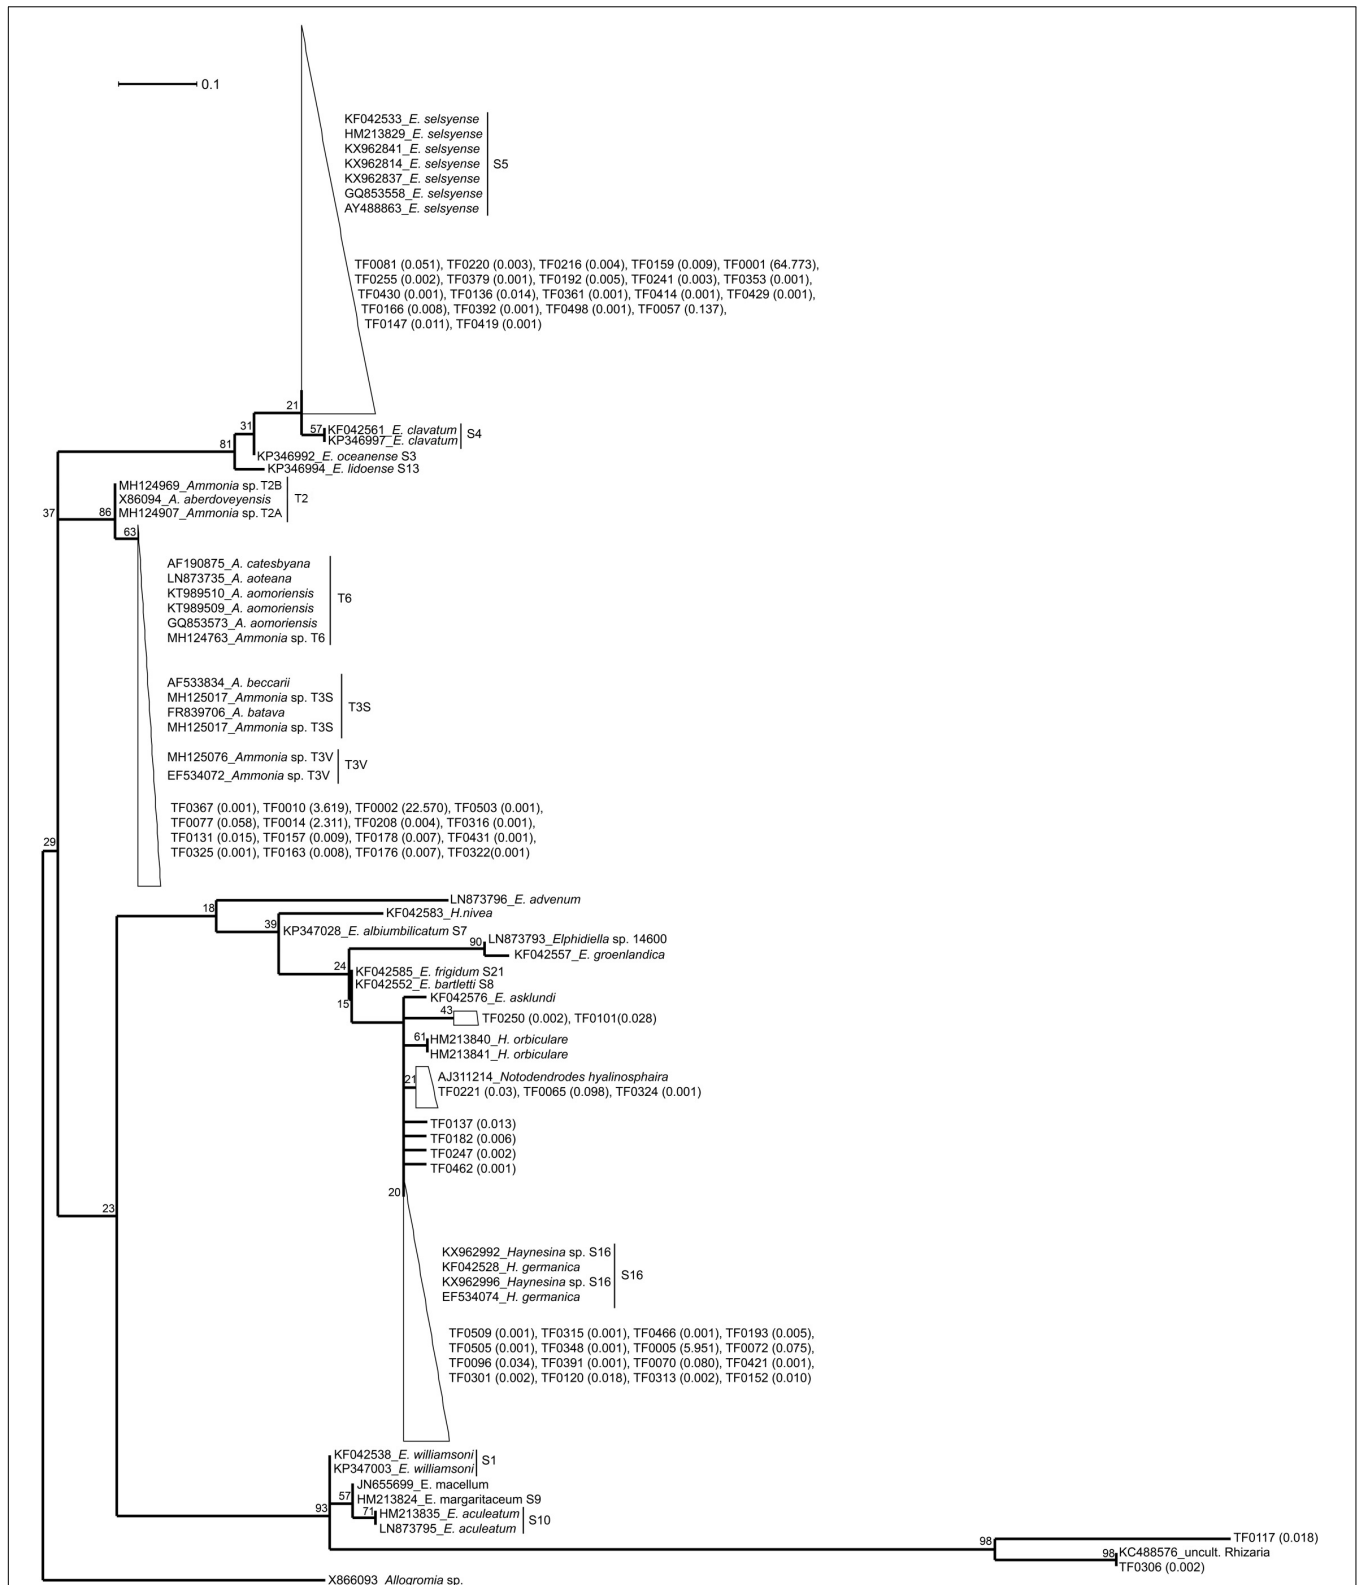 0.1
KF042533_E. selsyense
HM213829_E. selsyense
KX962841_E. selsyense
KX962814_E. selsyense
S5
KX962837_E. selsyense
GQ853558_E. selsyense
AY488863_E. selsyense
TF0081 (0.051), TF0220 (0.003), TF0216 (0.004), TF0159 (0.009), TF0001 (64.773),
TF0255 (0.002), TF0379 (0.001), TF0192 (0.005), TF0241 (0.003), TF0353 (0.001),
TF0430 (0.001), TF0136 (0.014), TF0361 (0.001), TF0414 (0.001), TF0429 (0.001),
TF0166 (0.008), TF0392 (0.001), TF0498 (0.001), TF0057 (0.137),
TF0147 (0.011), TF0419 (0.001)
21
31
57
KF042561_E. clavatum
S4
KP346997_E. clavatum
81
KP346992_E. oceanense S3
KP346994_E. lidoense S13
MH124969_Ammonia sp. T2B
X86094_A. aberdoveyensis
T2
37
86
MH124907_Ammonia sp. T2A
63
AF190875_A. catesbyana
LN873735_A. aoteana
KT989510_A. aomoriensis
T6
KT989509_A. aomoriensis
GQ853573_A. aomoriensis
MH124763_Ammonia sp. T6
AF533834_A. beccarii
MH125017_Ammonia sp. T3S
T3S
FR839706_A. batava
MH125017_Ammonia sp. T3S
MH125076_Ammonia sp. T3V
T3V
EF534072_Ammonia sp. T3V
TF0367 (0.001), TF0010 (3.619), TF0002 (22.570), TF0503 (0.001),
TF0077 (0.058), TF0014 (2.311), TF0208 (0.004), TF0316 (0.001),
TF0131 (0.015), TF0157 (0.009), TF0178 (0.007), TF0431 (0.001),
TF0325 (0.001), TF0163 (0.008), TF0176 (0.007), TF0322(0.001)
29
LN873796_E. advenum
18
KF042583_H.nivea
39
KP347028_E. albiumbilicatum S7
90
LN873793_Elphidiella sp. 14600
KF042557_E. groenlandica
24
KF042585_E. frigidum S21
KF042552_E. bartletti S8
15
KF042576_E. asklundi
43
TF0250 (0.002), TF0101(0.028)
61
HM213840_H. orbiculare
HM213841_H. orbiculare
21
AJ311214_Notodendrodes hyalinosphaira
TF0221 (0.03), TF0065 (0.098), TF0324 (0.001)
TF0137 (0.013)
TF0182 (0.006)
TF0247 (0.002)
TF0462 (0.001)
20
23
KX962992_Haynesina sp. S16
KF042528_H. germanica
S16
KX962996_Haynesina sp. S16
EF534074_H. germanica
TF0509 (0.001), TF0315 (0.001), TF0466 (0.001), TF0193 (0.005),
TF0505 (0.001), TF0348 (0.001), TF0005 (5.951), TF0072 (0.075),
TF0096 (0.034), TF0391 (0.001), TF0070 (0.080), TF0421 (0.001),
TF0301 (0.002), TF0120 (0.018), TF0313 (0.002), TF0152 (0.010)
KF042538_E. williamsoni
S1
KP347003_E. williamsoni
JN655699_E. macellum
57
HM213824_E. margaritaceum S9
93
71
HM213835_E. aculeatum
S10
LN873795_E. aculeatum
98
TF0117 (0.018)
98
KC488576_uncult. Rhizaria
TF0306 (0.002)
X866093_Allogromia sp.